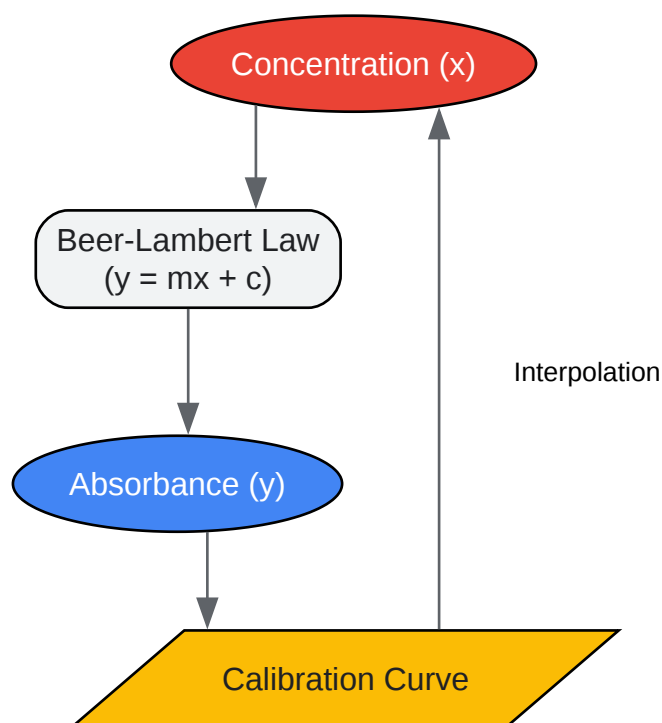 Concentration (x)
Beer-Lambert Law
(y = mx + c)
Interpolation
Absorbance (y)
Calibration Curve